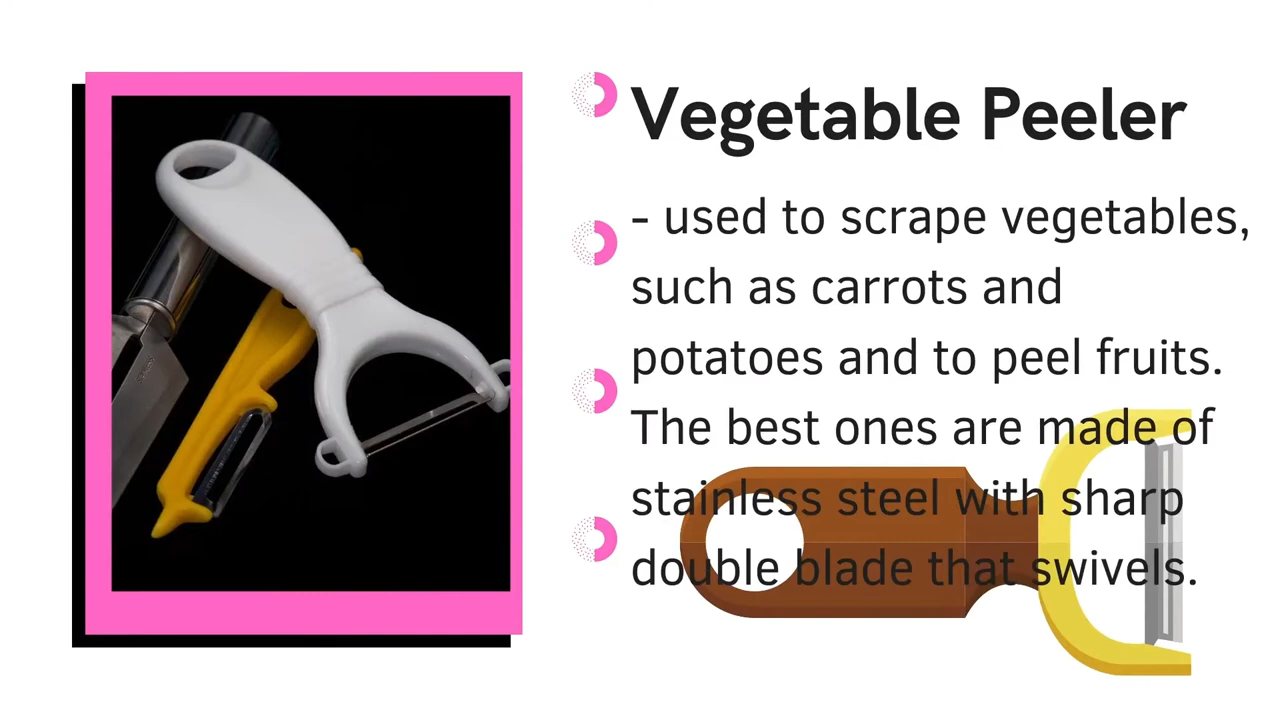 Vegetable Peeler
- used to scrape vegetables,
such as carrots and
potatoes and to peel fruits.
The best ones are made of
stainless steel with sharp
double blade that swivels.